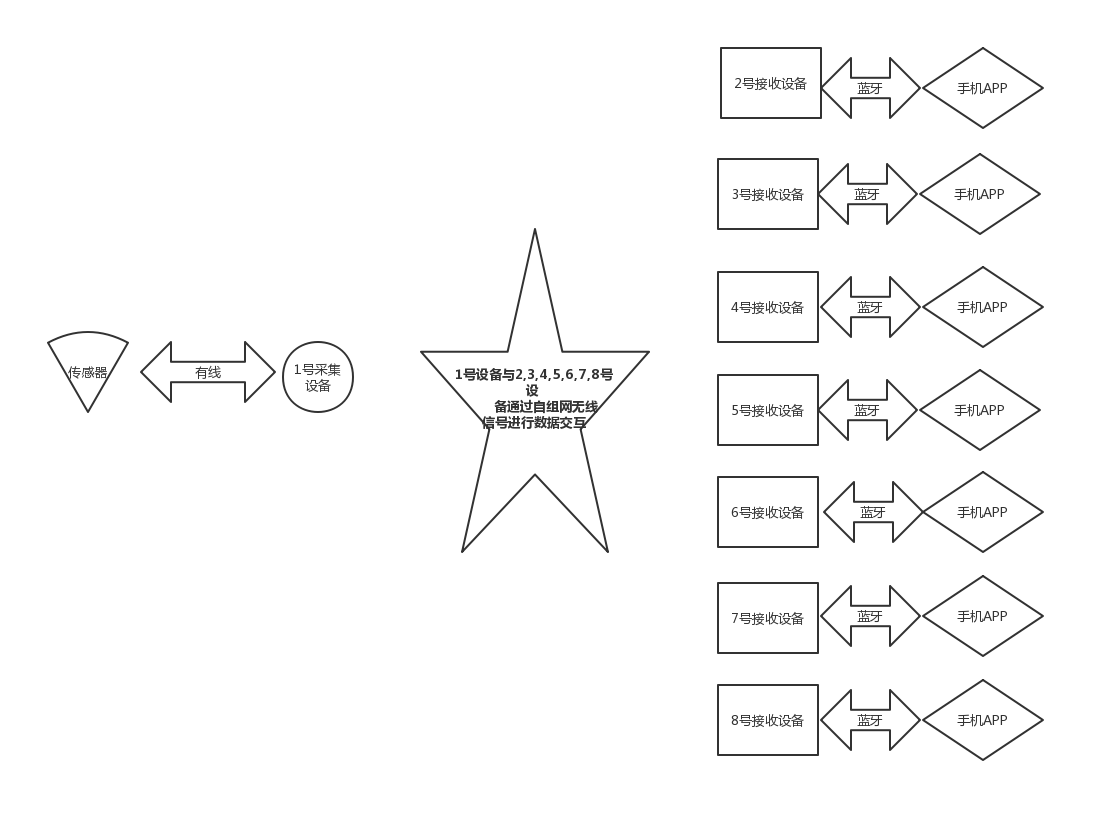 传感器
有线
1号采集
设备
1号设备与2,3,4,5,6,7,8号
设
备通过自组网无线
信号进行数据交互
2号接收设备
蓝牙
手机APP
3号接收设备
蓝牙
手机APP
4号接收设备
蓝牙
手机APP
5号接收设备
蓝牙
手机APP
6号接收设备
蓝牙
手机APP
7号接收设备
蓝牙
手机APP
8号接收设备
蓝牙
手机APP